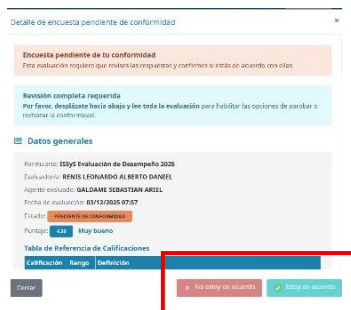 Detalle de encuesta pendiente de conformidad
×
Encuesta pendiente de tu conformidad
Esta evaluación requiere que revises las respuestas y confirmes si estás de acuerdo con ellas.
Revisión completa requerida
Por favor, desplázate hacia abajo y lee toda la evaluación para habilitar las opciones de aprobar o
rechazar la conformidad.
Datos generales
Formulario: ISSyS Evaluación de Desempeño 2025
Evaluador/a: RENIS LEONARDO ALBERTO DANIEL
Agente evaluado: GALDAME SEBASTIAN ARIEL
Fecha de evaluación: 03/12/2025 07:57
Estado: PENDIENTE DE CONFORMIDAD
Puntaje: 4.33 Muy bueno
Tabla de Referencia de Calificaciones
Calificación Rango Definición
Cerrar
× No estoy de acuerdo
Estoy de acuerdo